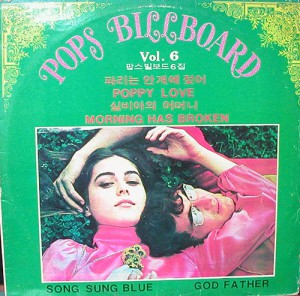 POPS BILLBOARD
Vol. 6
팝스 빌보드 6 집
파리는 안개에 젖어
POPPY LOVE
실비아의 어머니
MORNING HAS BROKEN
SONG SUNG BLUE
GOD FATHER